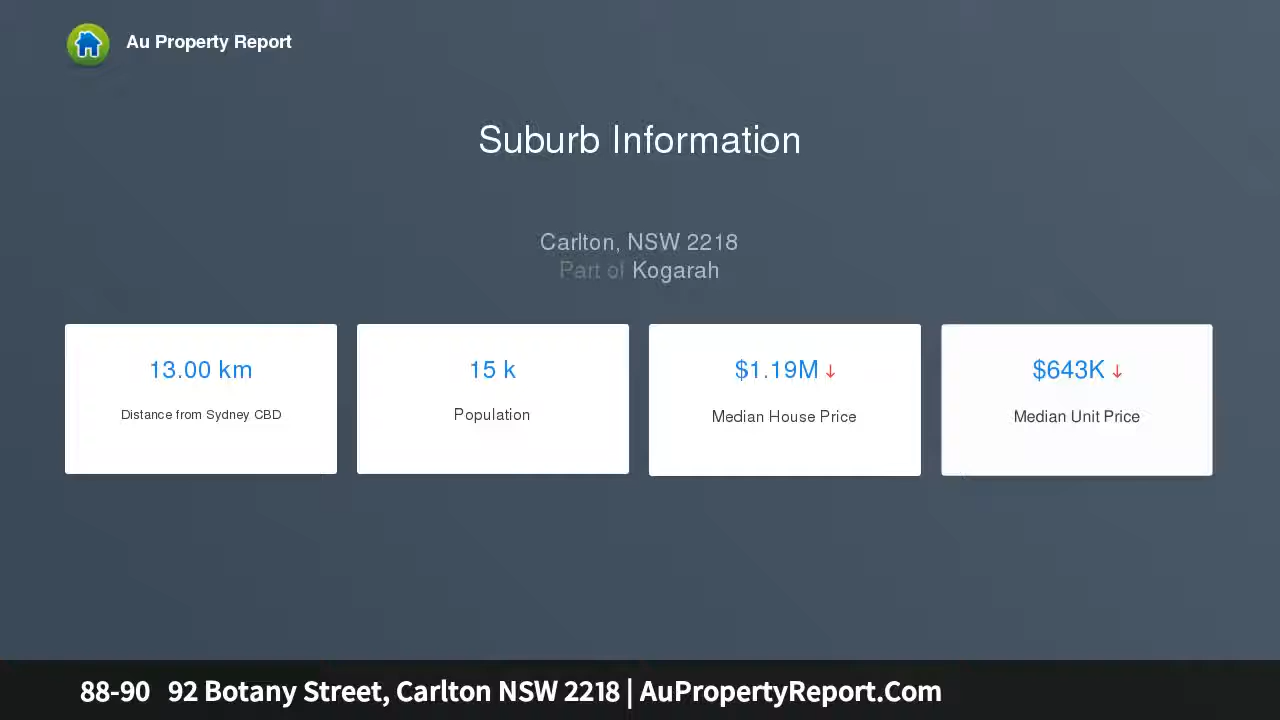 Au Property Report
Suburb Information
Carlton, NSW 2218
Part of Kogarah
13.00 km
Distance from Sydney CBD
15 k
Population
$1.19M ↓
Median House Price
$643K ↓
Median Unit Price
88-90 92 Botany Street, Carlton NSW 2218 | AuPropertyReport.Com